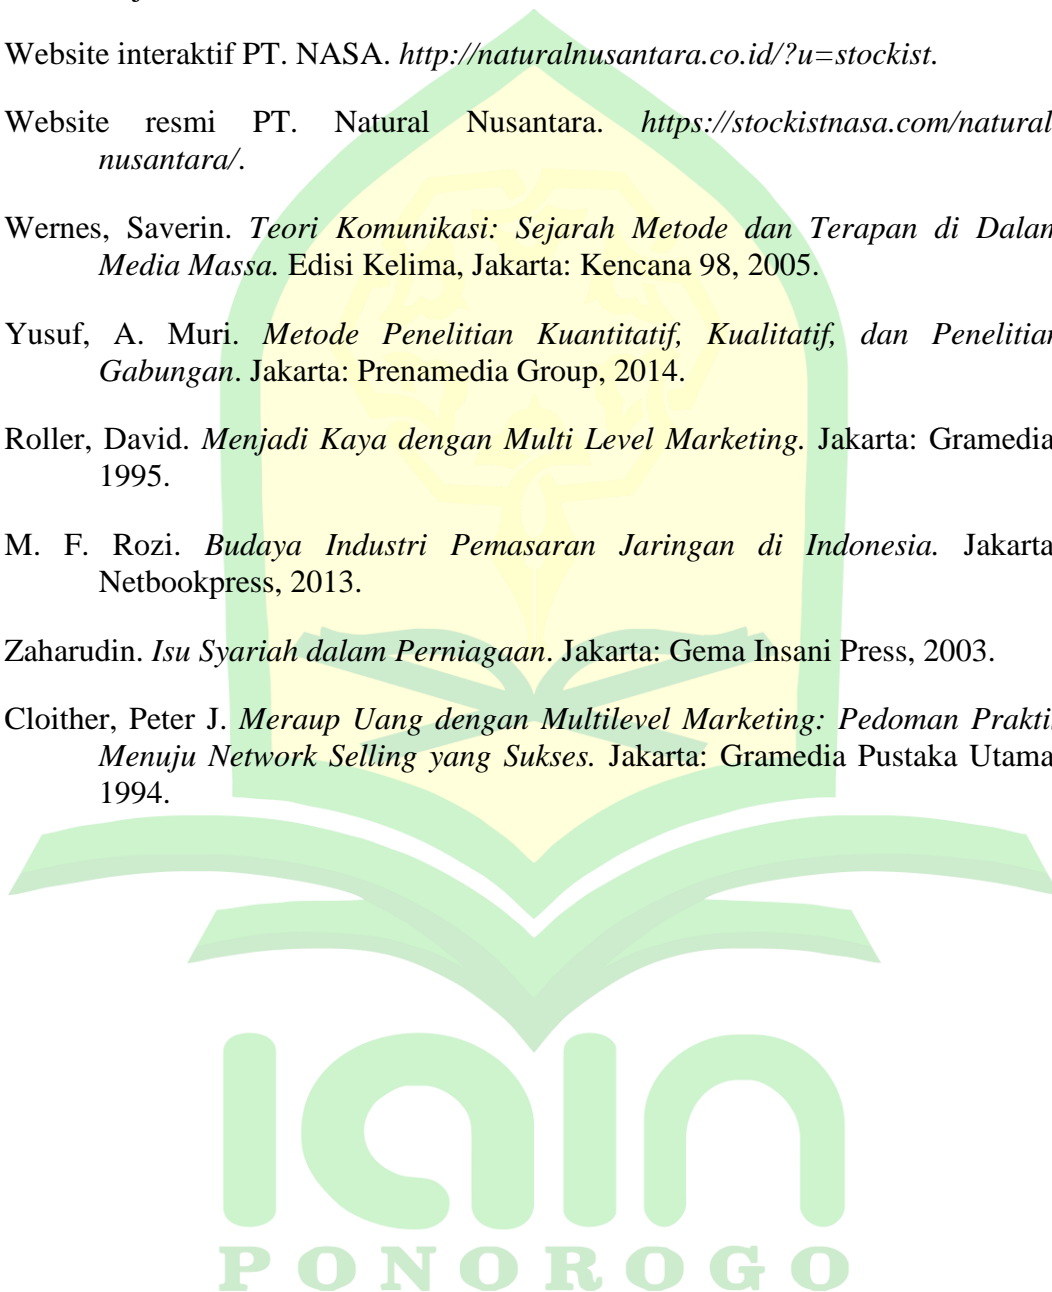 Website interaktif PT. NASA. http://naturalnusantara.co.id/?u=stockist.
Website resmi PT. Natural Nusantara. https://stockistnasa.com/natural-
nusantara/.
Wernes, Saverin. Teori Komunikasi: Sejarah Metode dan Terapan di Dalam
Media Massa. Edisi Kelima, Jakarta: Kencana 98, 2005.
Yusuf, A. Muri. Metode Penelitian Kuantitatif, Kualitatif, dan Penelitian
Gabungan. Jakarta: Prenamedia Group, 2014.
Roller, David. Menjadi Kaya dengan Multi Level Marketing. Jakarta: Gramedia
1995.
M. F. Rozi. Budaya Industri Pemasaran Jaringan di Indonesia. Jakarta
Netbookpress, 2013.
Zaharudin. Isu Syariah dalam Perniagaan. Jakarta: Gema Insani Press, 2003.
Cloither, Peter J. Meraup Uang dengan Multilevel Marketing: Pedoman Prakti
Menuju Network Selling yang Sukses. Jakarta: Gramedia Pustaka Utama
1994.
iain
PONOROGO